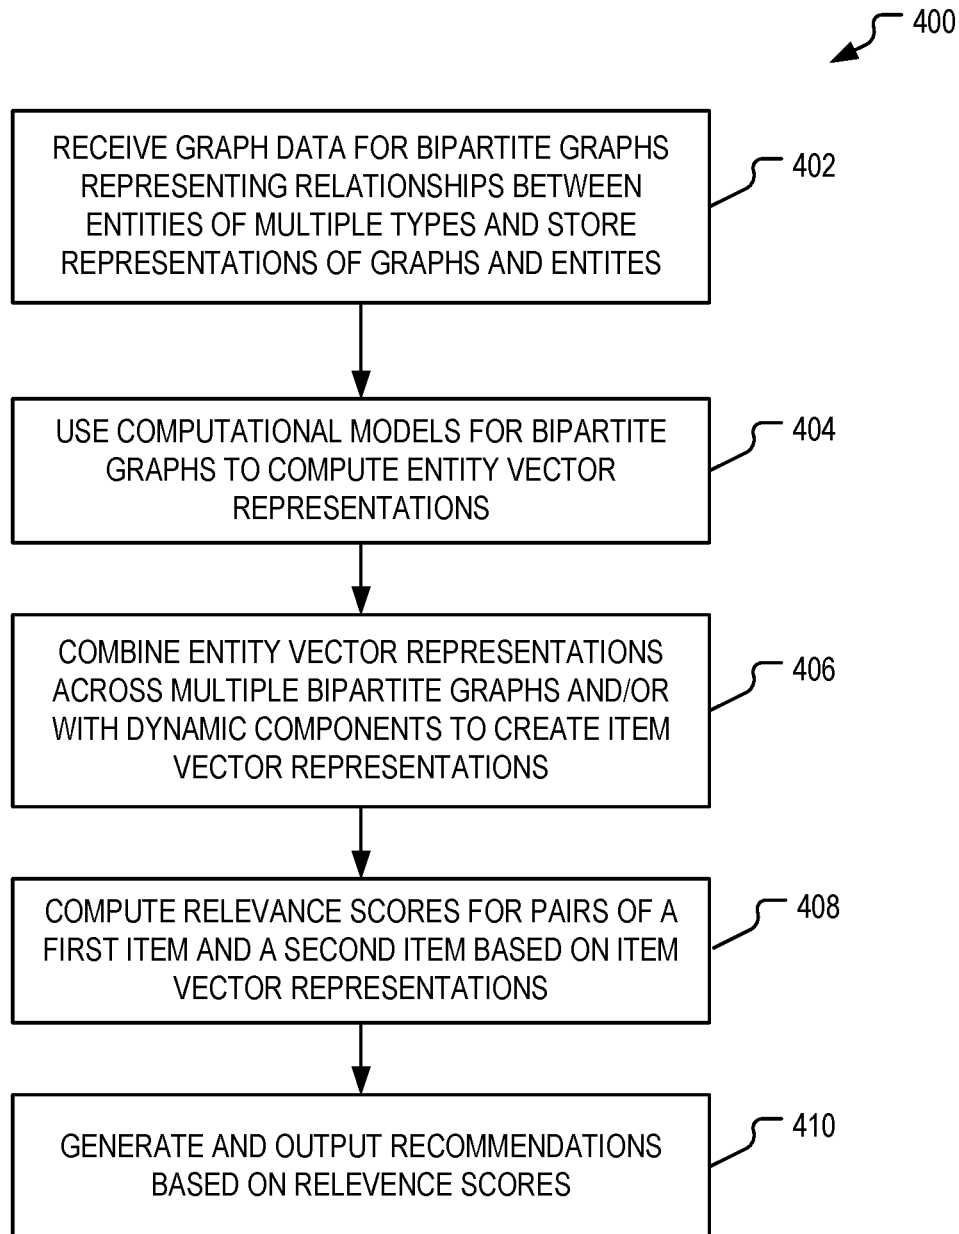 400
RECEIVE GRAPH DATA FOR BIPARTITE GRAPHS
REPRESENTING RELATIONSHIPS BETWEEN
ENTITIES OF MULTIPLE TYPES AND STORE
REPRESENTATIONS OF GRAPHS AND ENTITES
402
USE COMPUTATIONAL MODELS FOR BIPARTITE
GRAPHS TO COMPUTE ENTITY VECTOR
REPRESENTATIONS
404
COMBINE ENTITY VECTOR REPRESENTATIONS
ACROSS MULTIPLE BIPARTITE GRAPHS AND/OR
WITH DYNAMIC COMPONENTS TO CREATE ITEM
VECTOR REPRESENTATIONS
406
COMPUTE RELEVANCE SCORES FOR PAIRS OF A
FIRST ITEM AND A SECOND ITEM BASED ON ITEM
VECTOR REPRESENTATIONS
408
GENERATE AND OUTPUT RECOMMENDATIONS
BASED ON RELEVENCE SCORES
410